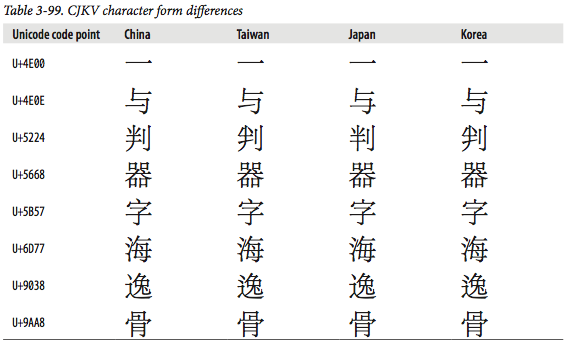 Table 3-99. CJKV character form differences
Unicode code point China Taiwan Japan Korea
U+4E00 一 一 一 一
U+4E0E 与 与 与 与
U+5224 判 判 判 判
U+5668 器 器 器 器
U+5B57 字 字 字 字
U+6D77 海 海 海 海
U+9038 逸 逸 逸 逸
U+9AA8 骨 骨 骨 骨